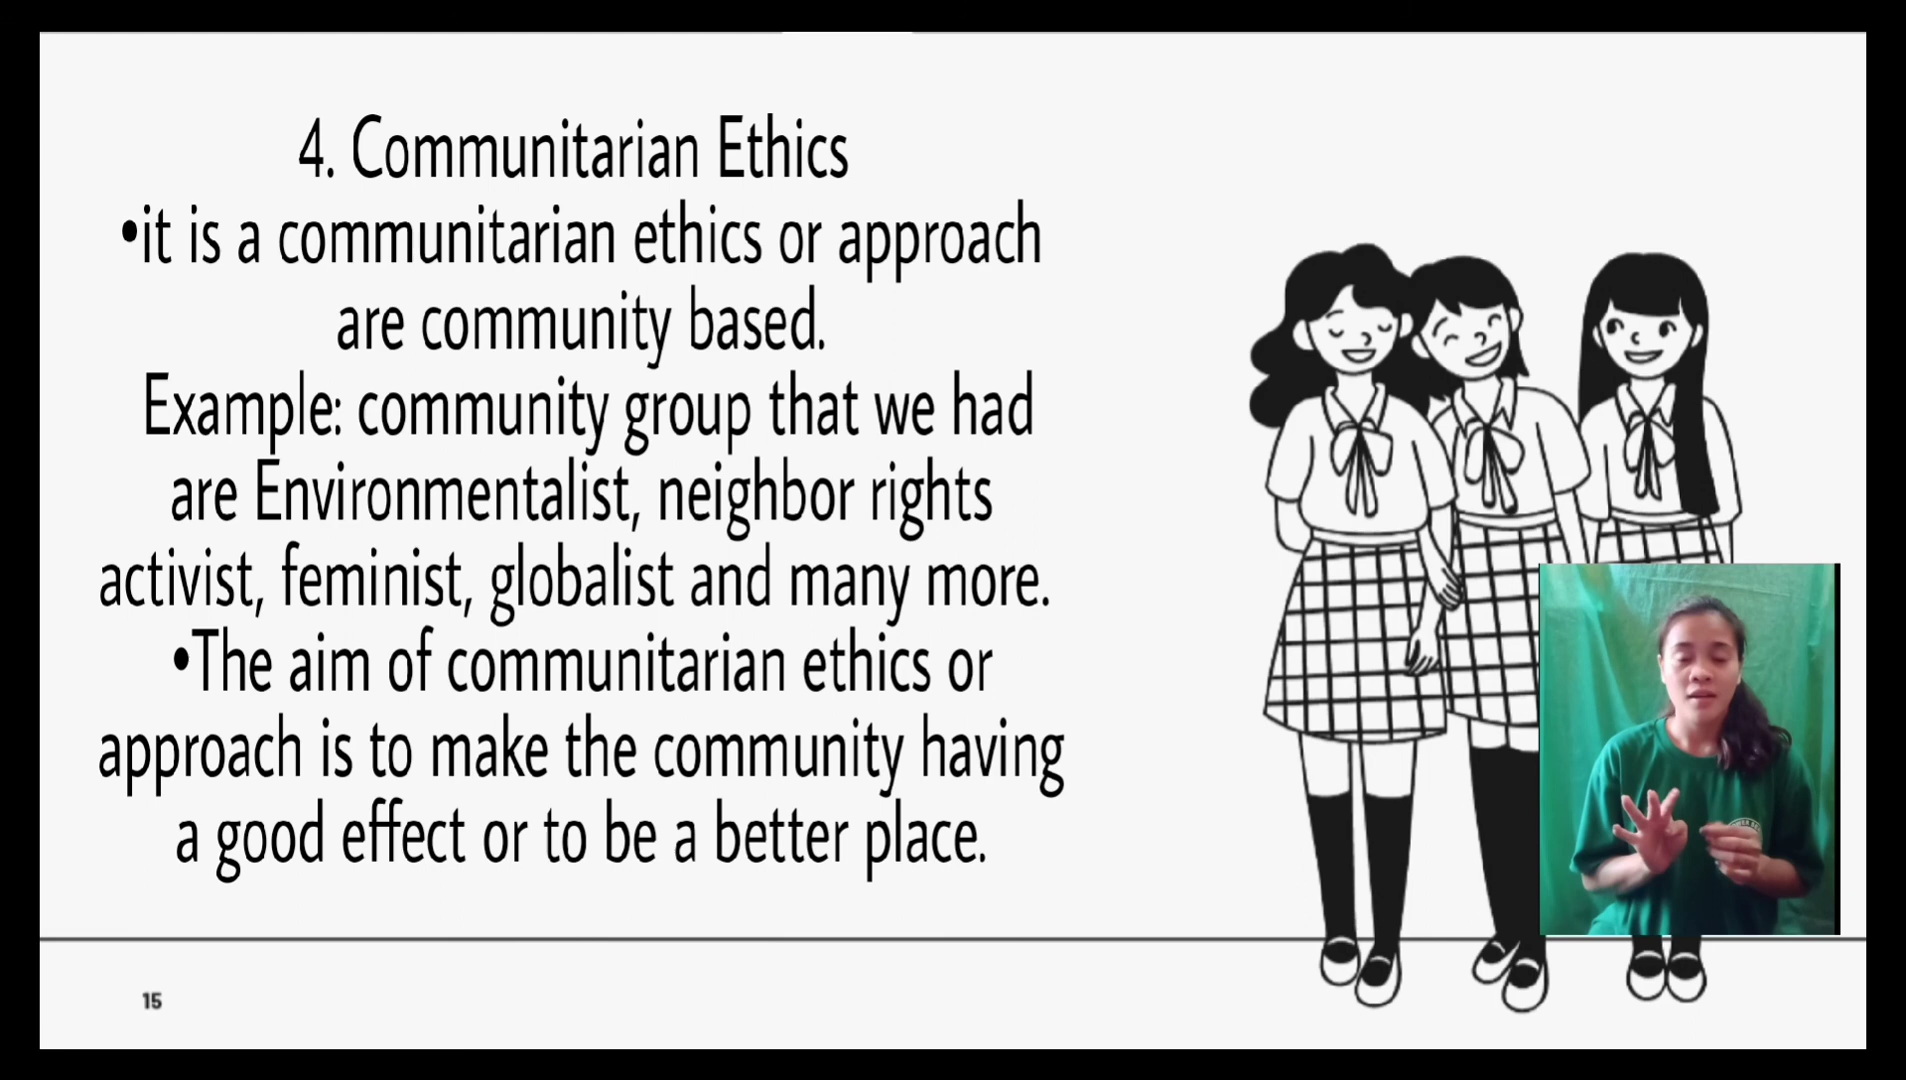 4. Communitarian Ethics
•it is a communitarian ethics or approach
are community based.
Example: community group that we had
are Environmentalist, neighbor rights
activist, feminist, globalist and many more.
•The aim of communitarian ethics or
approach is to make the community having
a good effect or to be a better place.
15